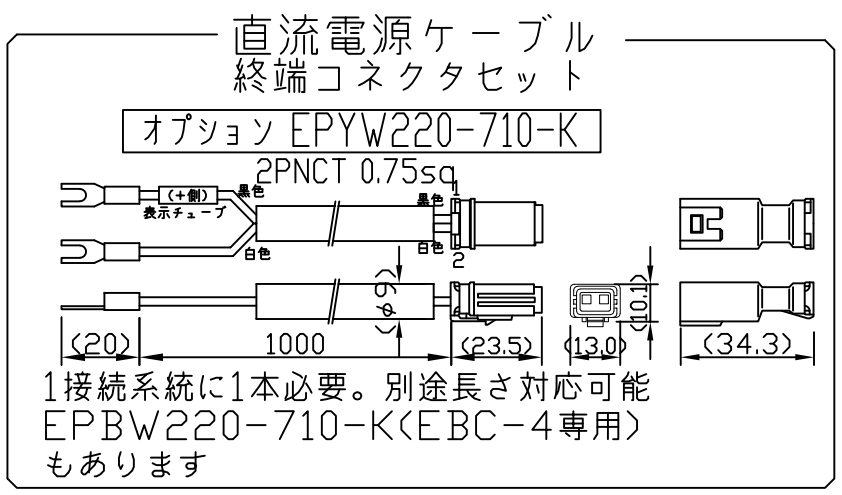 直流電源ケーブル
終端コネクタセット
オプション EPYW220-710-K
2PNCT 0.75sq
(+側)
黒色
表示チューブ
白色
黒色
1
白色
2
(φ9)
(10.1)
(20)
1000
(23.5)
(13.0)
(34.3)
1接続系統に1本必要。別途長さ対応可能
EPBW220-710-K(EBC-4専用)
もあります